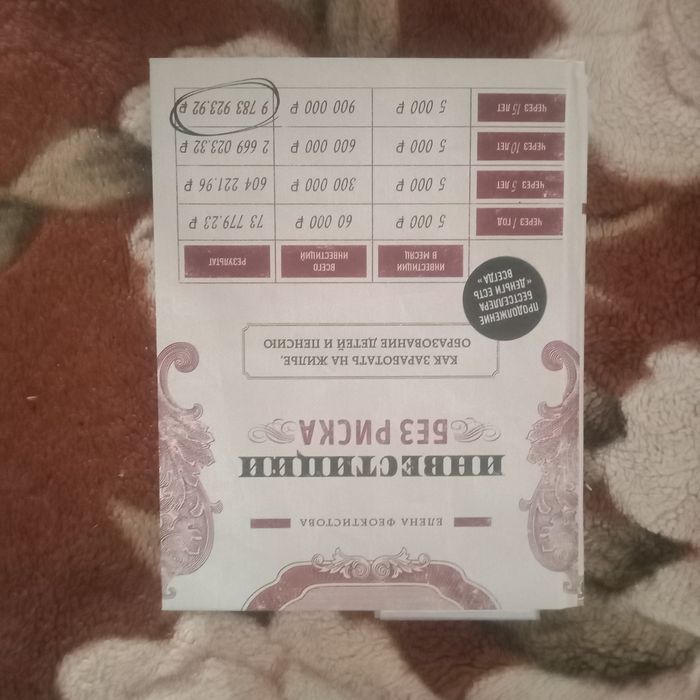 ЕЛЕНА ФЕОКТИСТОВА
ИНВЕСТИЦИИ
БЕЗ РИСКА
КАК ЗАРАБОТАТЬ НА ЖИЛЬЕ,
ОБРАЗОВАНИЕ ДЕТЕЙ И ПЕНСИЮ
ПРОДОЛЖЕНИЕ
БЕСТСЕЛЛЕРА
«ДЕНЬГИ ЕСТЬ
ВСЕГДА»
ИНВЕСТИЦИИ В МЕСЯЦ ВСЕГО ИНВЕСТИЦИЙ РЕЗУЛЬТАТ
ЧЕРЕЗ 1 ГОД 5 000 ₽ 60 000 ₽ 73 779.23 ₽
ЧЕРЕЗ 5 ЛЕТ 5 000 ₽ 300 000 ₽ 604 221.96 ₽
ЧЕРЕЗ 10 ЛЕТ 5 000 ₽ 600 000 ₽ 2 669 023.32 ₽
ЧЕРЕЗ 15 ЛЕТ 5 000 ₽ 900 000 ₽ 9 783 923.92 ₽